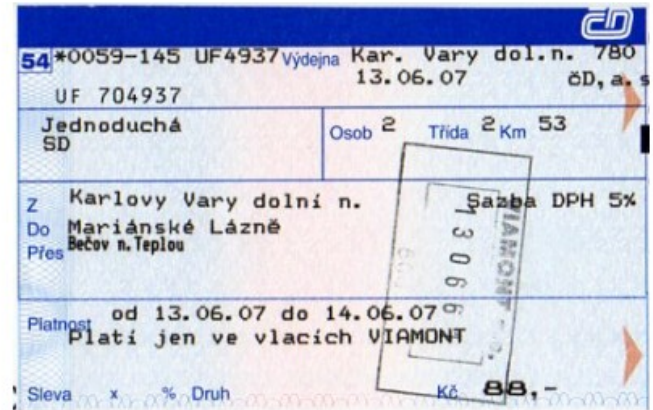 ČD
54 *0059-145 UF4937 Výdejna Kar. Vary dol.n. 780
13.06.07 ČD,a.s
UF 704937
Jednoduchá
SD
Osob 2 Třída 2 Km 53
Z Karlovy Vary dolní n. Sazba DPH 5%
Do Mariánské Lázně
Přes Bečov n.Teplou
Platnost od 13.06.07 do 14.06.07
Platí jen ve vlacích VIAMONT
Sleva x % Druh Kč 88,-
VIAMONT